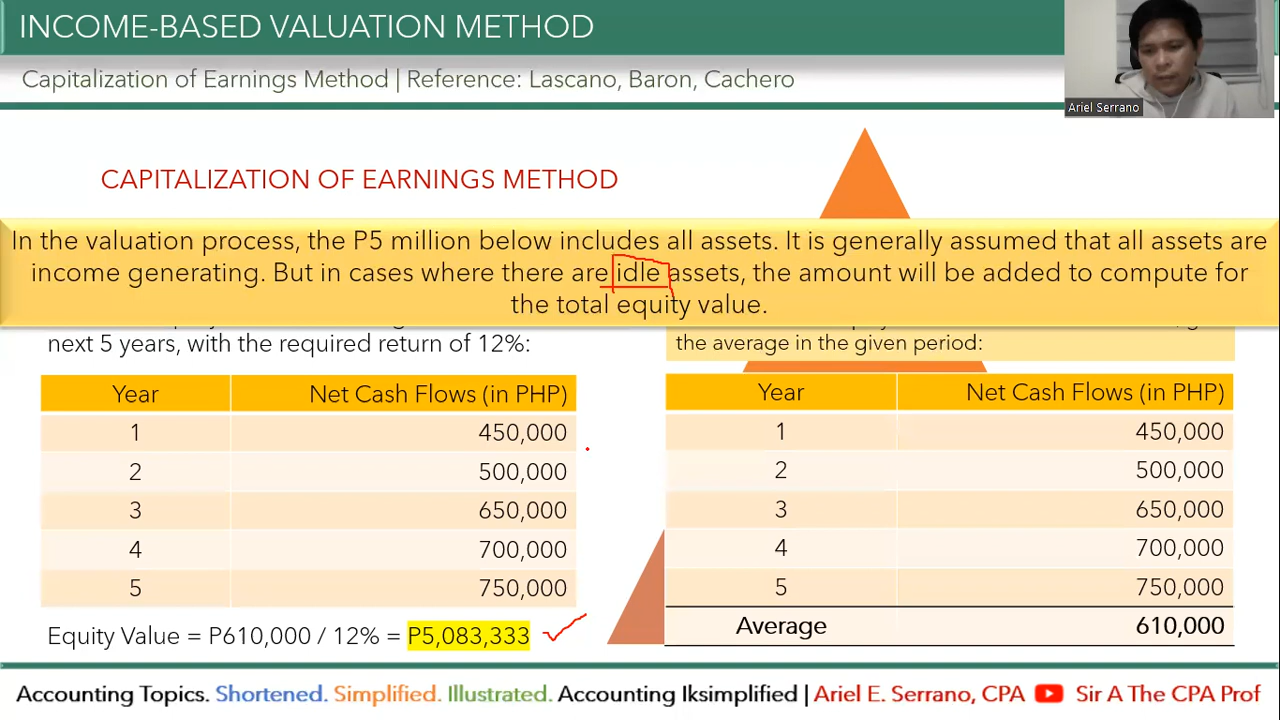 INCOME-BASED VALUATION METHOD
Capitalization of Earnings Method | Reference: Lascano, Baron, Cachero
Ariel Serrano
CAPITALIZATION OF EARNINGS METHOD
In the valuation process, the P5 million below includes all assets. It is generally assumed that all assets are
income generating. But in cases where there are idle assets, the amount will be added to compute for
the total equity value.
next 5 years, with the required return of 12%:
Year Net Cash Flows (in PHP)
1 450,000
2 500,000
3 650,000
4 700,000
5 750,000
Equity Value = P610,000 / 12% = P5,083,333
the average in the given period:
Year Net Cash Flows (in PHP)
1 450,000
2 500,000
3 650,000
4 700,000
5 750,000
Average 610,000
Accounting Topics. Shortened. Simplified. Illustrated. Accounting Iksimplified | Ariel E. Serrano, CPA Sir A The CPA Prof